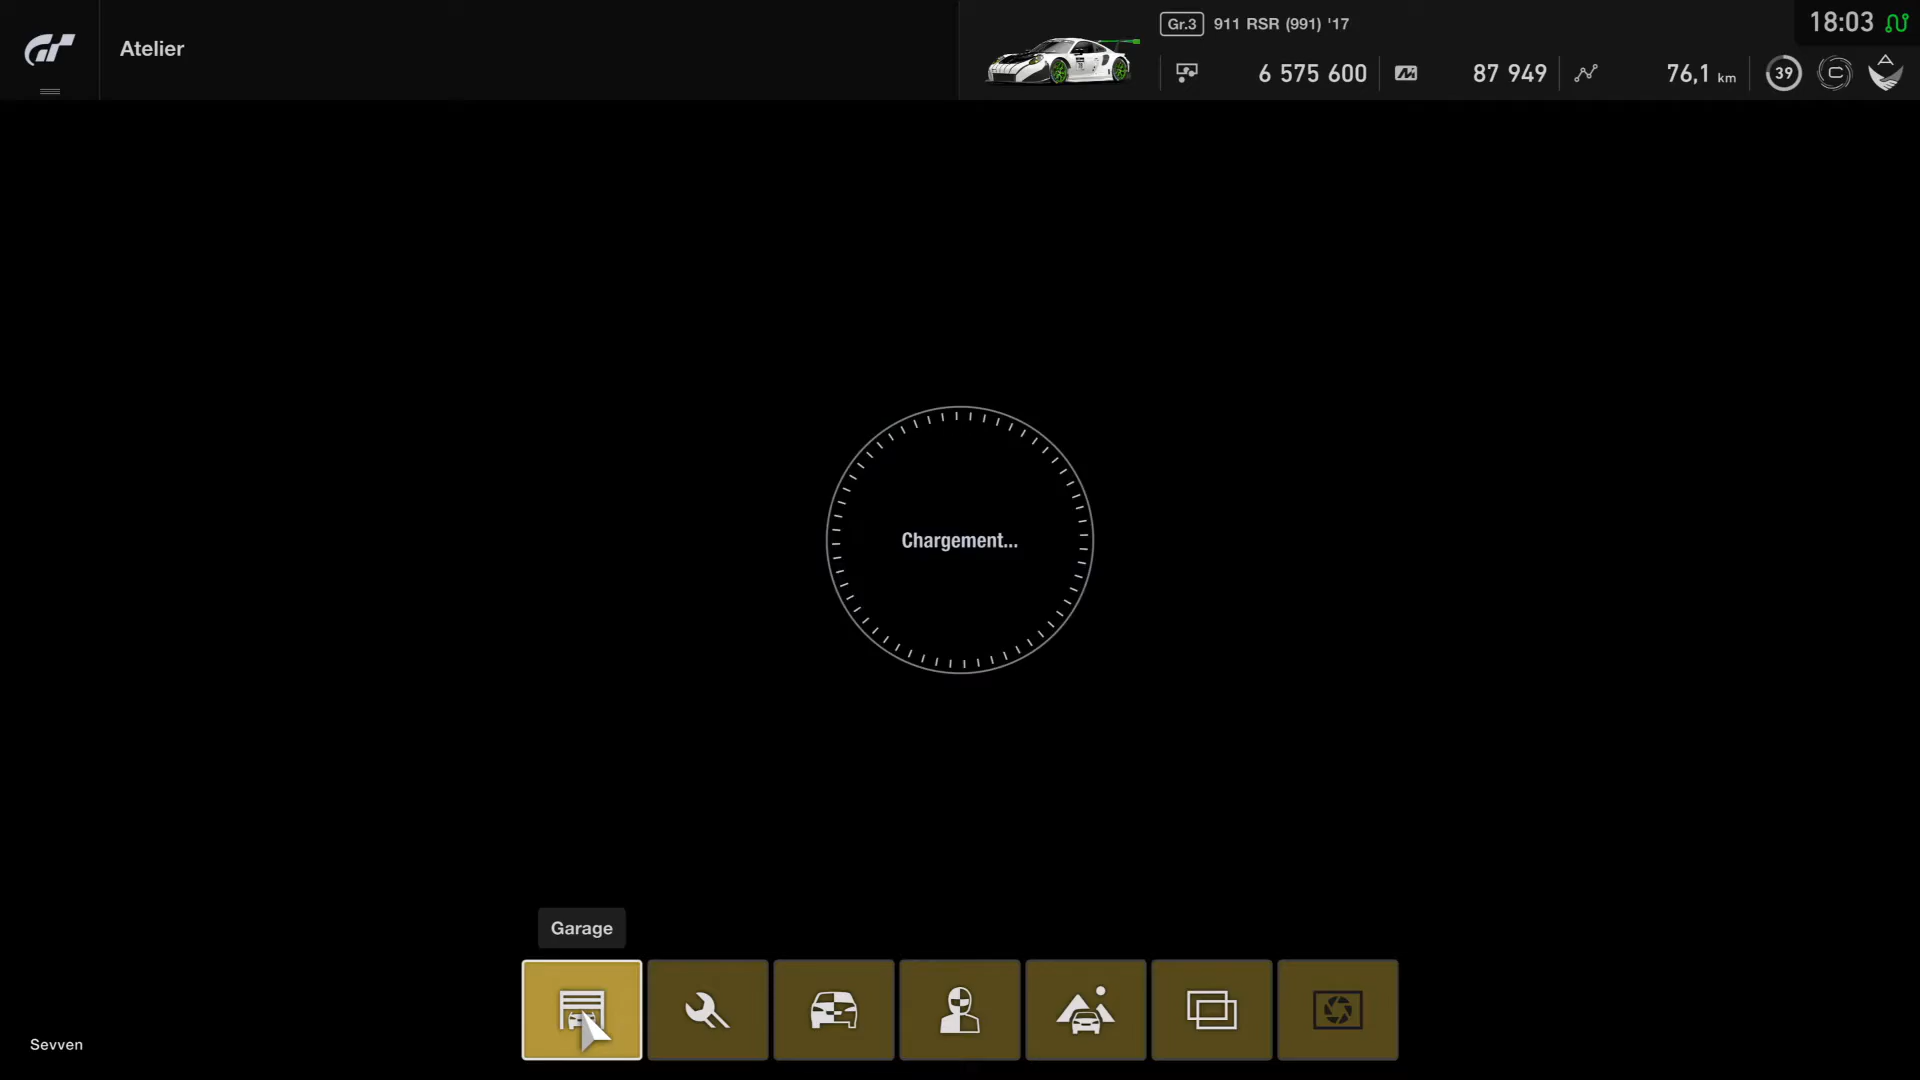 Atelier
Gr.3 911 RSR (991) '17
18:03
6 575 600
87 949
76,1 km
39
Chargement...
Garage
Sevven